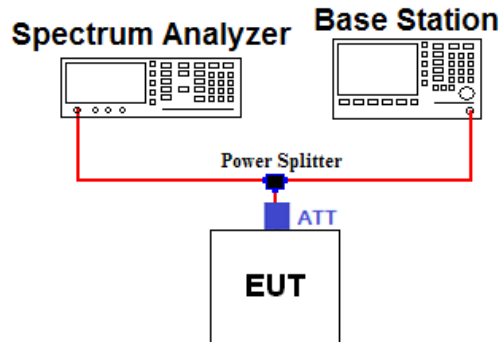 Spectrum Analyzer
Base Station
Power Splitter
ATT
EUT